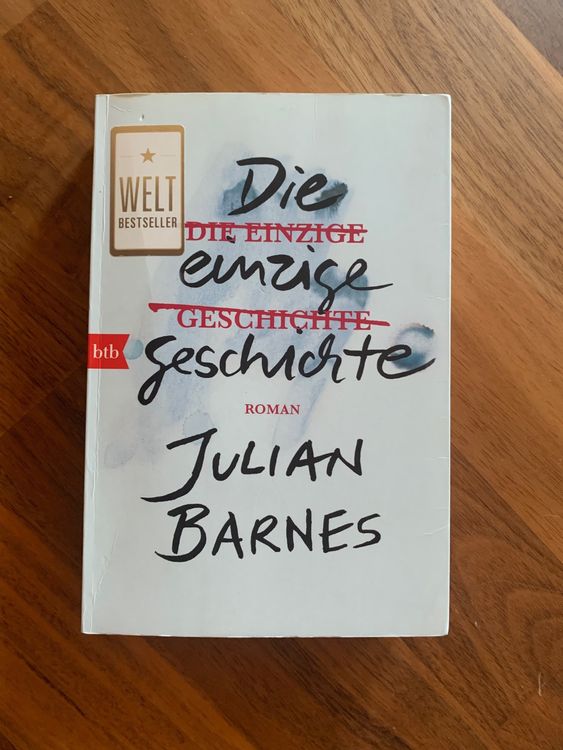 WELT
BESTSELLER
Die
DIE EINZIGE
einzige
GESCHICHTE
geschichte
btb
ROMAN
JULIAN
BARNES